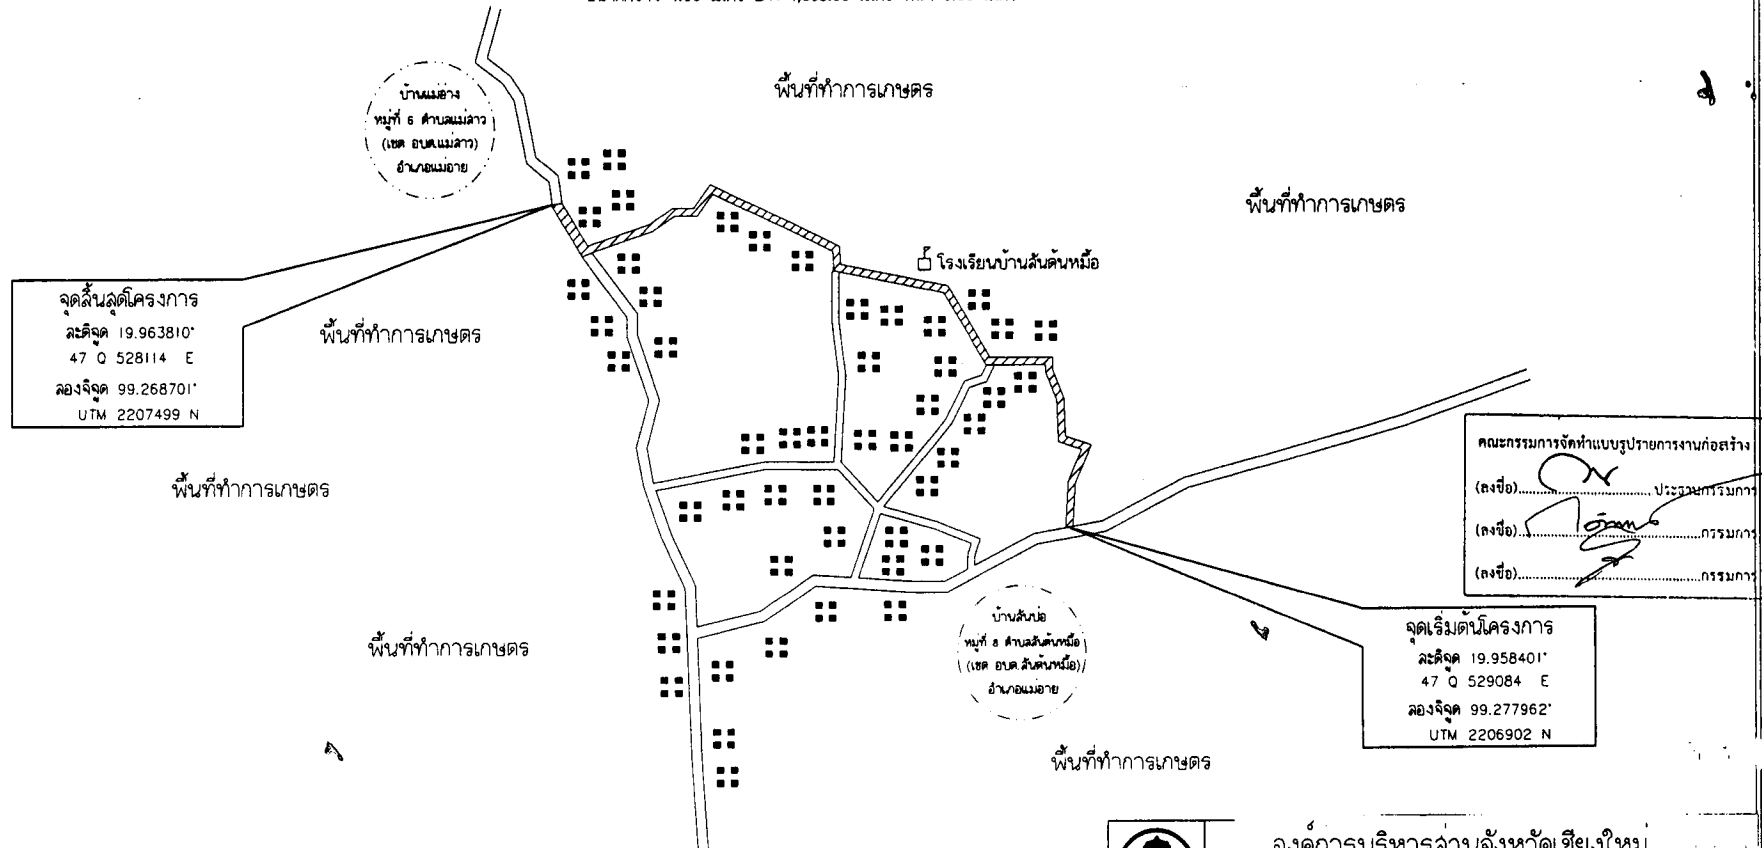 พื้นที่ทำการเกษตร
บ้านแม่อาง
หมู่ที่ 6 ตำบลแม่สาว
(เขต อบต.แม่สาว)
อำเภอแม่อาย
พื้นที่ทำการเกษตร
โรงเรียนบ้านสันต้นหมื้อ
จุดสิ้นสุดโครงการ
ละติจูด 19.963810°
47 Q 528114 E
ลองจิจูด 99.268701°
UTM 2207499 N
พื้นที่ทำการเกษตร
พื้นที่ทำการเกษตร
คณะกรรมการจัดทำแบบรูปรายการงานก่อสร้าง
(ลงชื่อ)........................ ประธานกรรมการ
(ลงชื่อ)........................ กรรมการ
(ลงชื่อ)........................ กรรมการ
พื้นที่ทำการเกษตร
บ้านสันปอ
หมู่ที่ 8 ตำบลสันต้นหมื้อ
(เขต อบต.สันต้นหมื้อ)
อำเภอแม่อาย
จุดเริ่มต้นโครงการ
ละติจูด 19.958401°
47 Q 529084 E
ลองจิจูด 99.277962°
UTM 2206902 N
พื้นที่ทำการเกษตร
องค์การบริหารส่วนจังหวัดเชียงใหม่